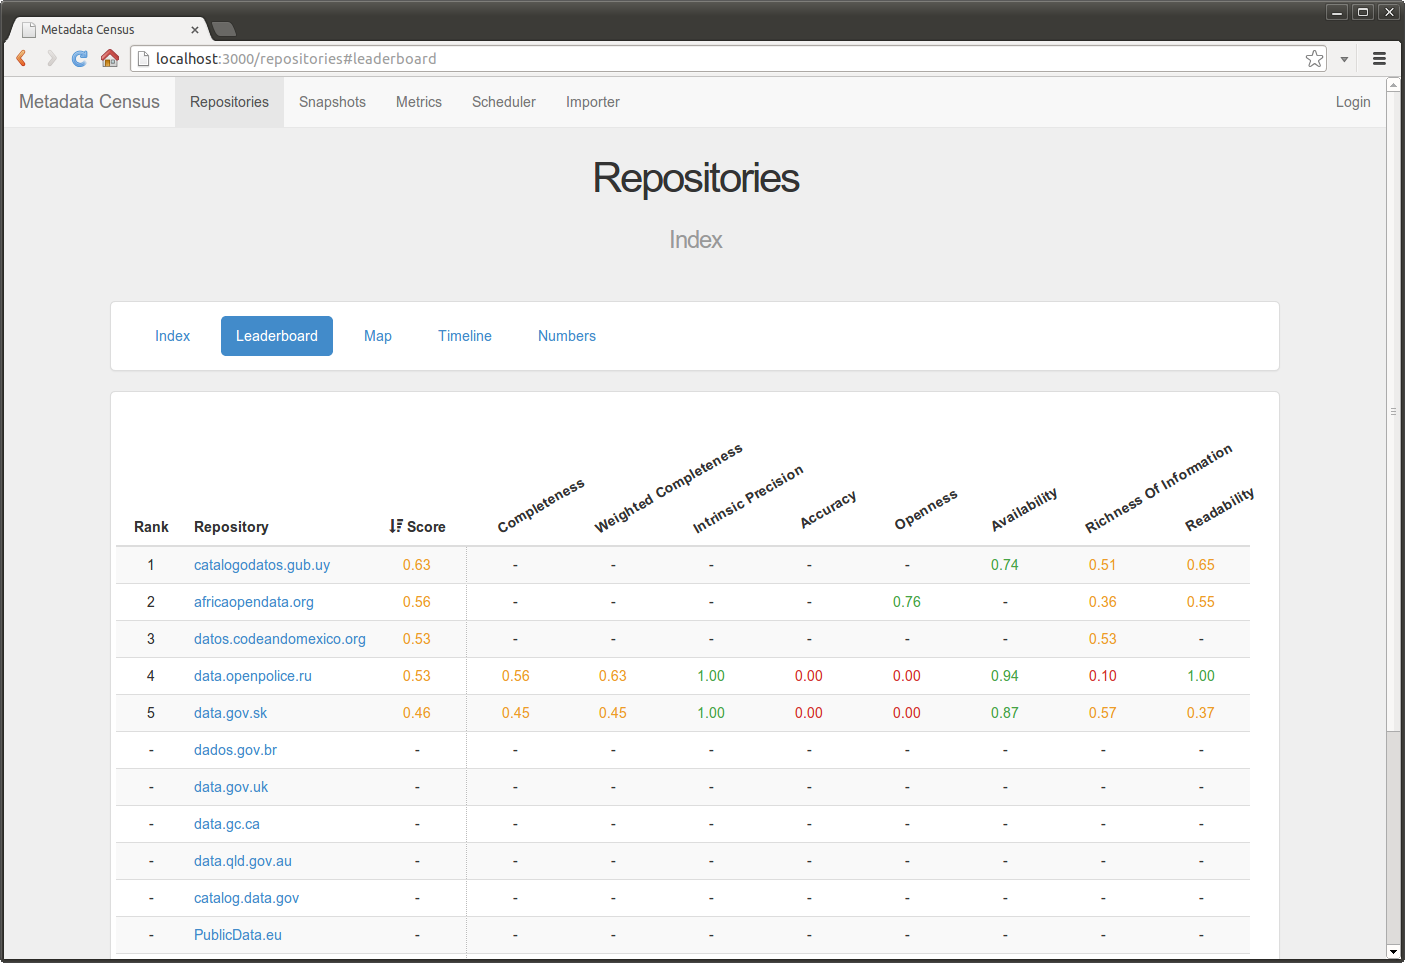 Metadata Census
localhost:3000/repositories#leaderboard
Metadata Census Repositories Snapshots Metrics Scheduler Importer Login
Repositories
Index
Index Leaderboard Map Timeline Numbers
Rank Repository Score Completeness Weighted Completeness Intrinsic Precision Accuracy Openness Availability Richness Of Information Readability
1 catalogodatos.gub.uy 0.63 - - - - - 0.74 0.51 0.65
2 africaopendata.org 0.56 - - - - 0.76 - 0.36 0.55
3 datos.codeandomexico.org 0.53 - - - - - - 0.53 -
4 data.openpolice.ru 0.53 0.56 0.63 1.00 0.00 0.00 0.94 0.10 1.00
5 data.gov.sk 0.46 0.45 0.45 1.00 0.00 0.00 0.87 0.57 0.37
- dados.gov.br - - - - - - - - -
- data.gov.uk - - - - - - - - -
- data.gc.ca - - - - - - - - -
- data.qld.gov.au - - - - - - - - -
- catalog.data.gov - - - - - - - - -
- PublicData.eu - - - - - - - - -